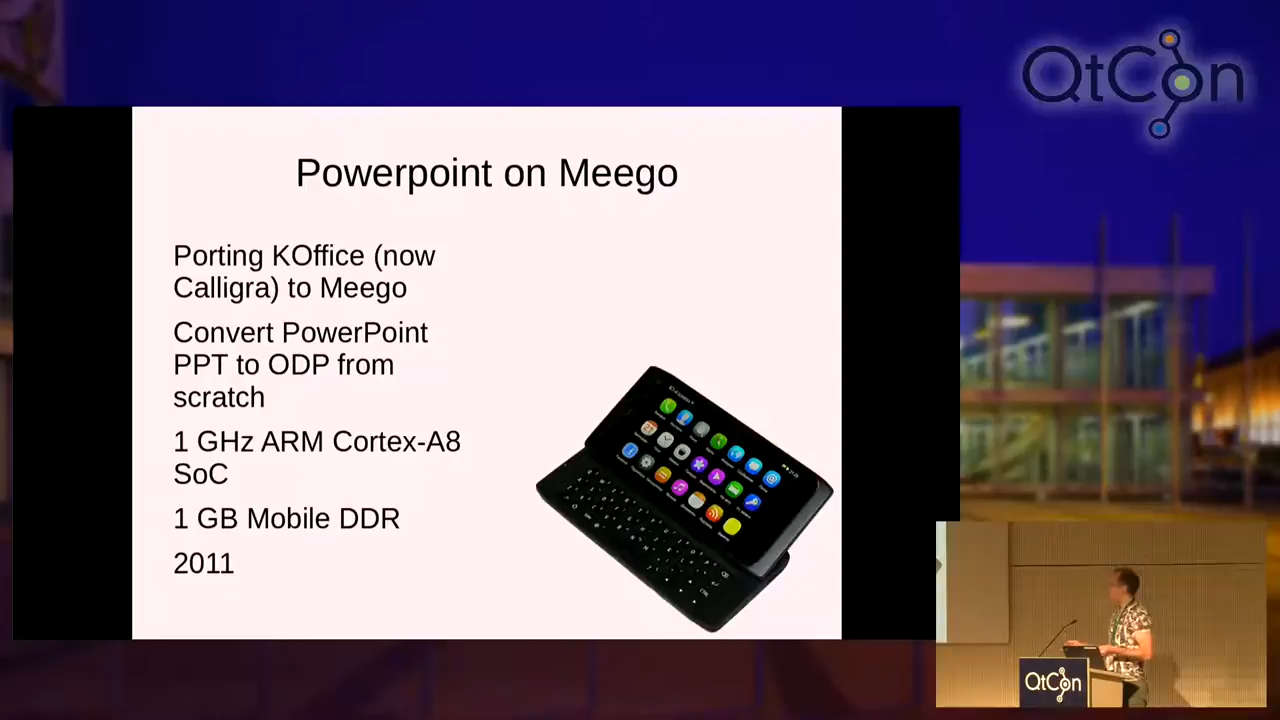 QtCon
Powerpoint on Meego
Porting KOffice (now
Calligra) to Meego
Convert PowerPoint
PPT to ODP from
scratch
1 GHz ARM Cortex-A8
SoC
1 GB Mobile DDR
2011
QtCon